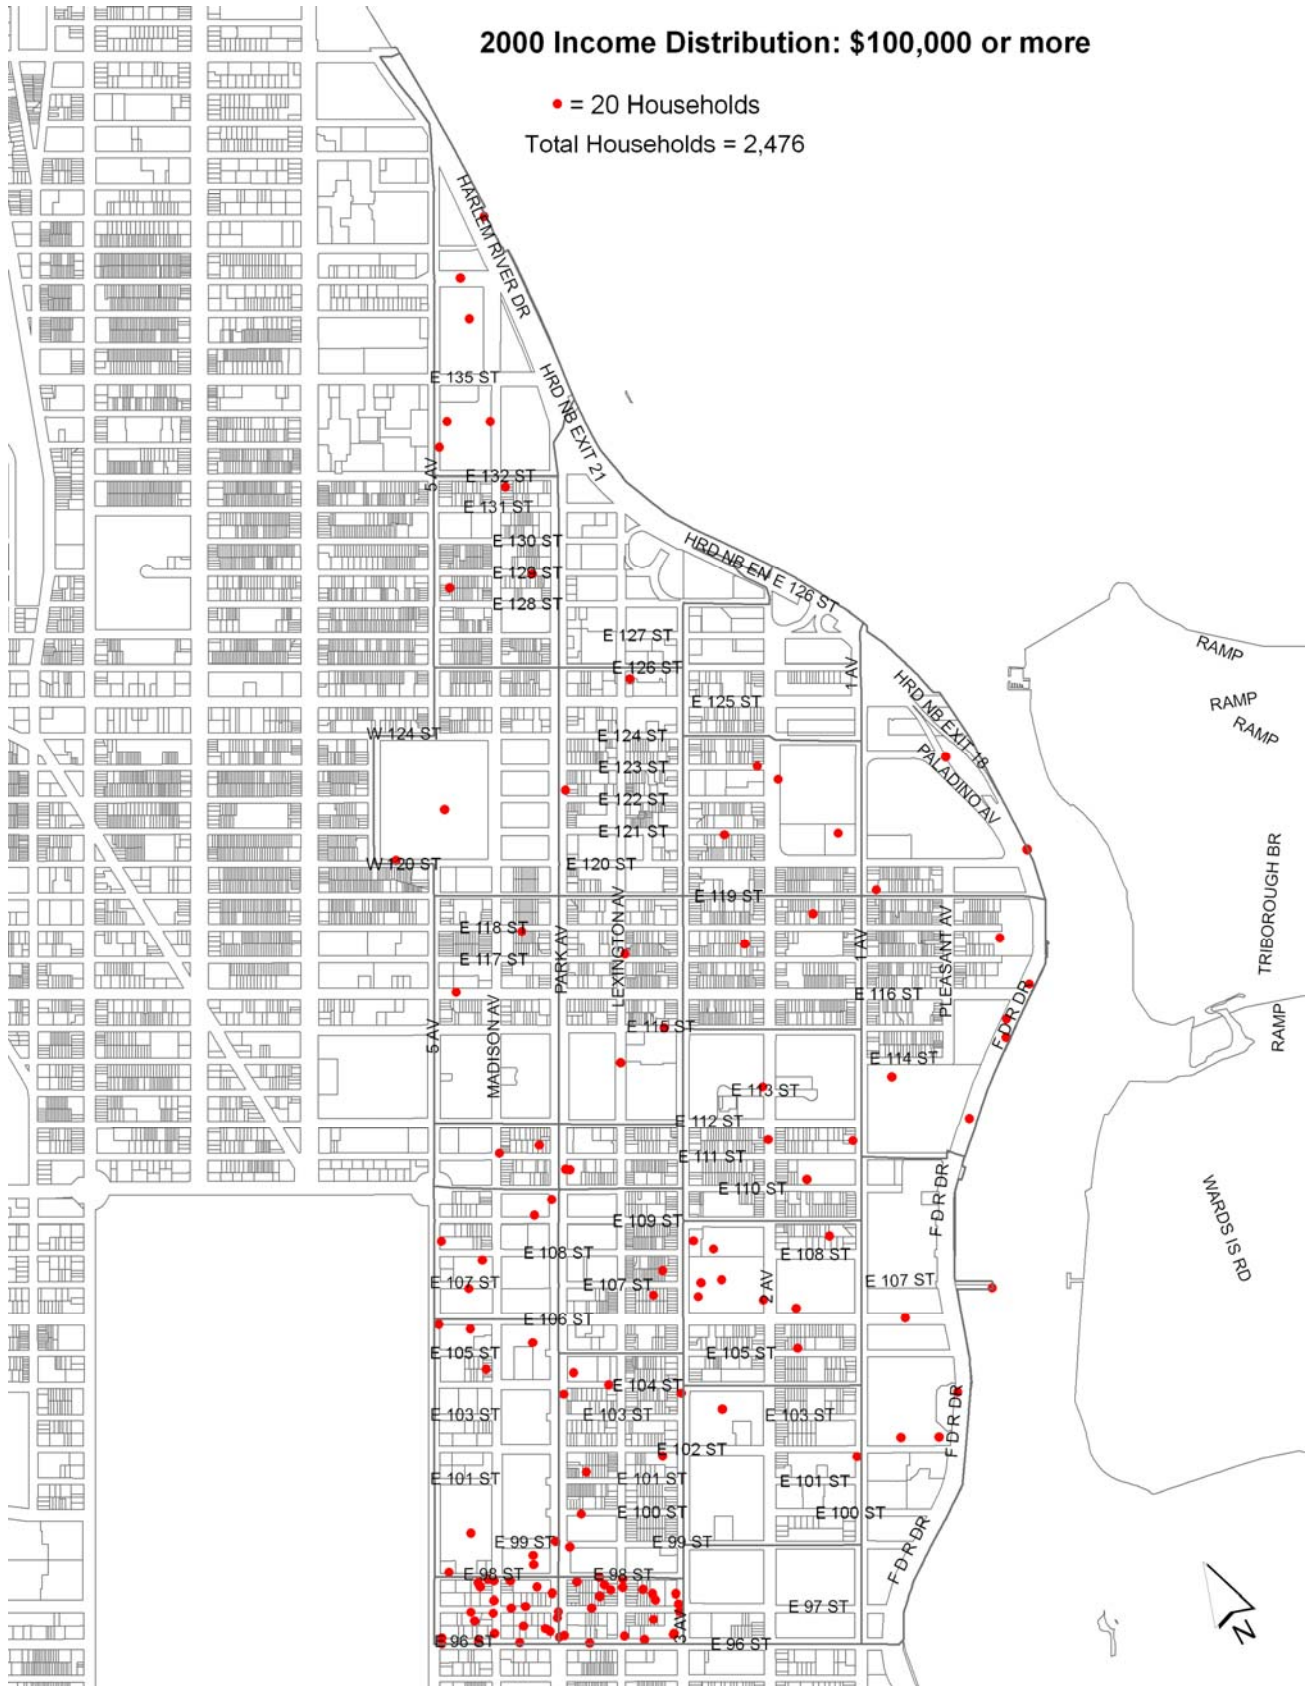 2000 Income Distribution: $100,000 or more
= 20 Households
Total Households = 2,476
HARLEM RIVER DR
E 135 ST
HRD NB EXIT 21
5 AV
E 132 ST
E 131 ST
E 130 ST
HRD NB EN E 126 ST
E 129 ST
E 128 ST
E 127 ST
RAMP
E 126 ST
1 AV
HRD NB EXIT 18
RAMP
E 125 ST
RAMP
W 124 ST
E 124 ST
E 123 ST
PALADINO AV
E 122 ST
E 121 ST
W 120 ST
E 120 ST
TRIBOROUGH BR
E 119 ST
E 118 ST
PARK AV
LEXINGTON AV
1 AV
PLEASANT AV
E 117 ST
E 116 ST
F D R DR
E 115 ST
RAMP
5 AV
MADISON AV
E 114 ST
E 113 ST
E 112 ST
E 111 ST
E 110 ST
F D R DR
WARDS IS RD
E 109 ST
E 108 ST
E 108 ST
E 107 ST
E 107 ST
2 AV
E 107 ST
E 106 ST
E 105 ST
E 105 ST
E 104 ST
E 103 ST
E 103 ST
E 103 ST
F D R DR
E 102 ST
E 101 ST
E 101 ST
E 101 ST
E 100 ST
E 100 ST
E 99 ST
E 99 ST
F D R DR
E 98 ST
E 98 ST
E 97 ST
3 AV
E 96 ST
E 96 ST
N